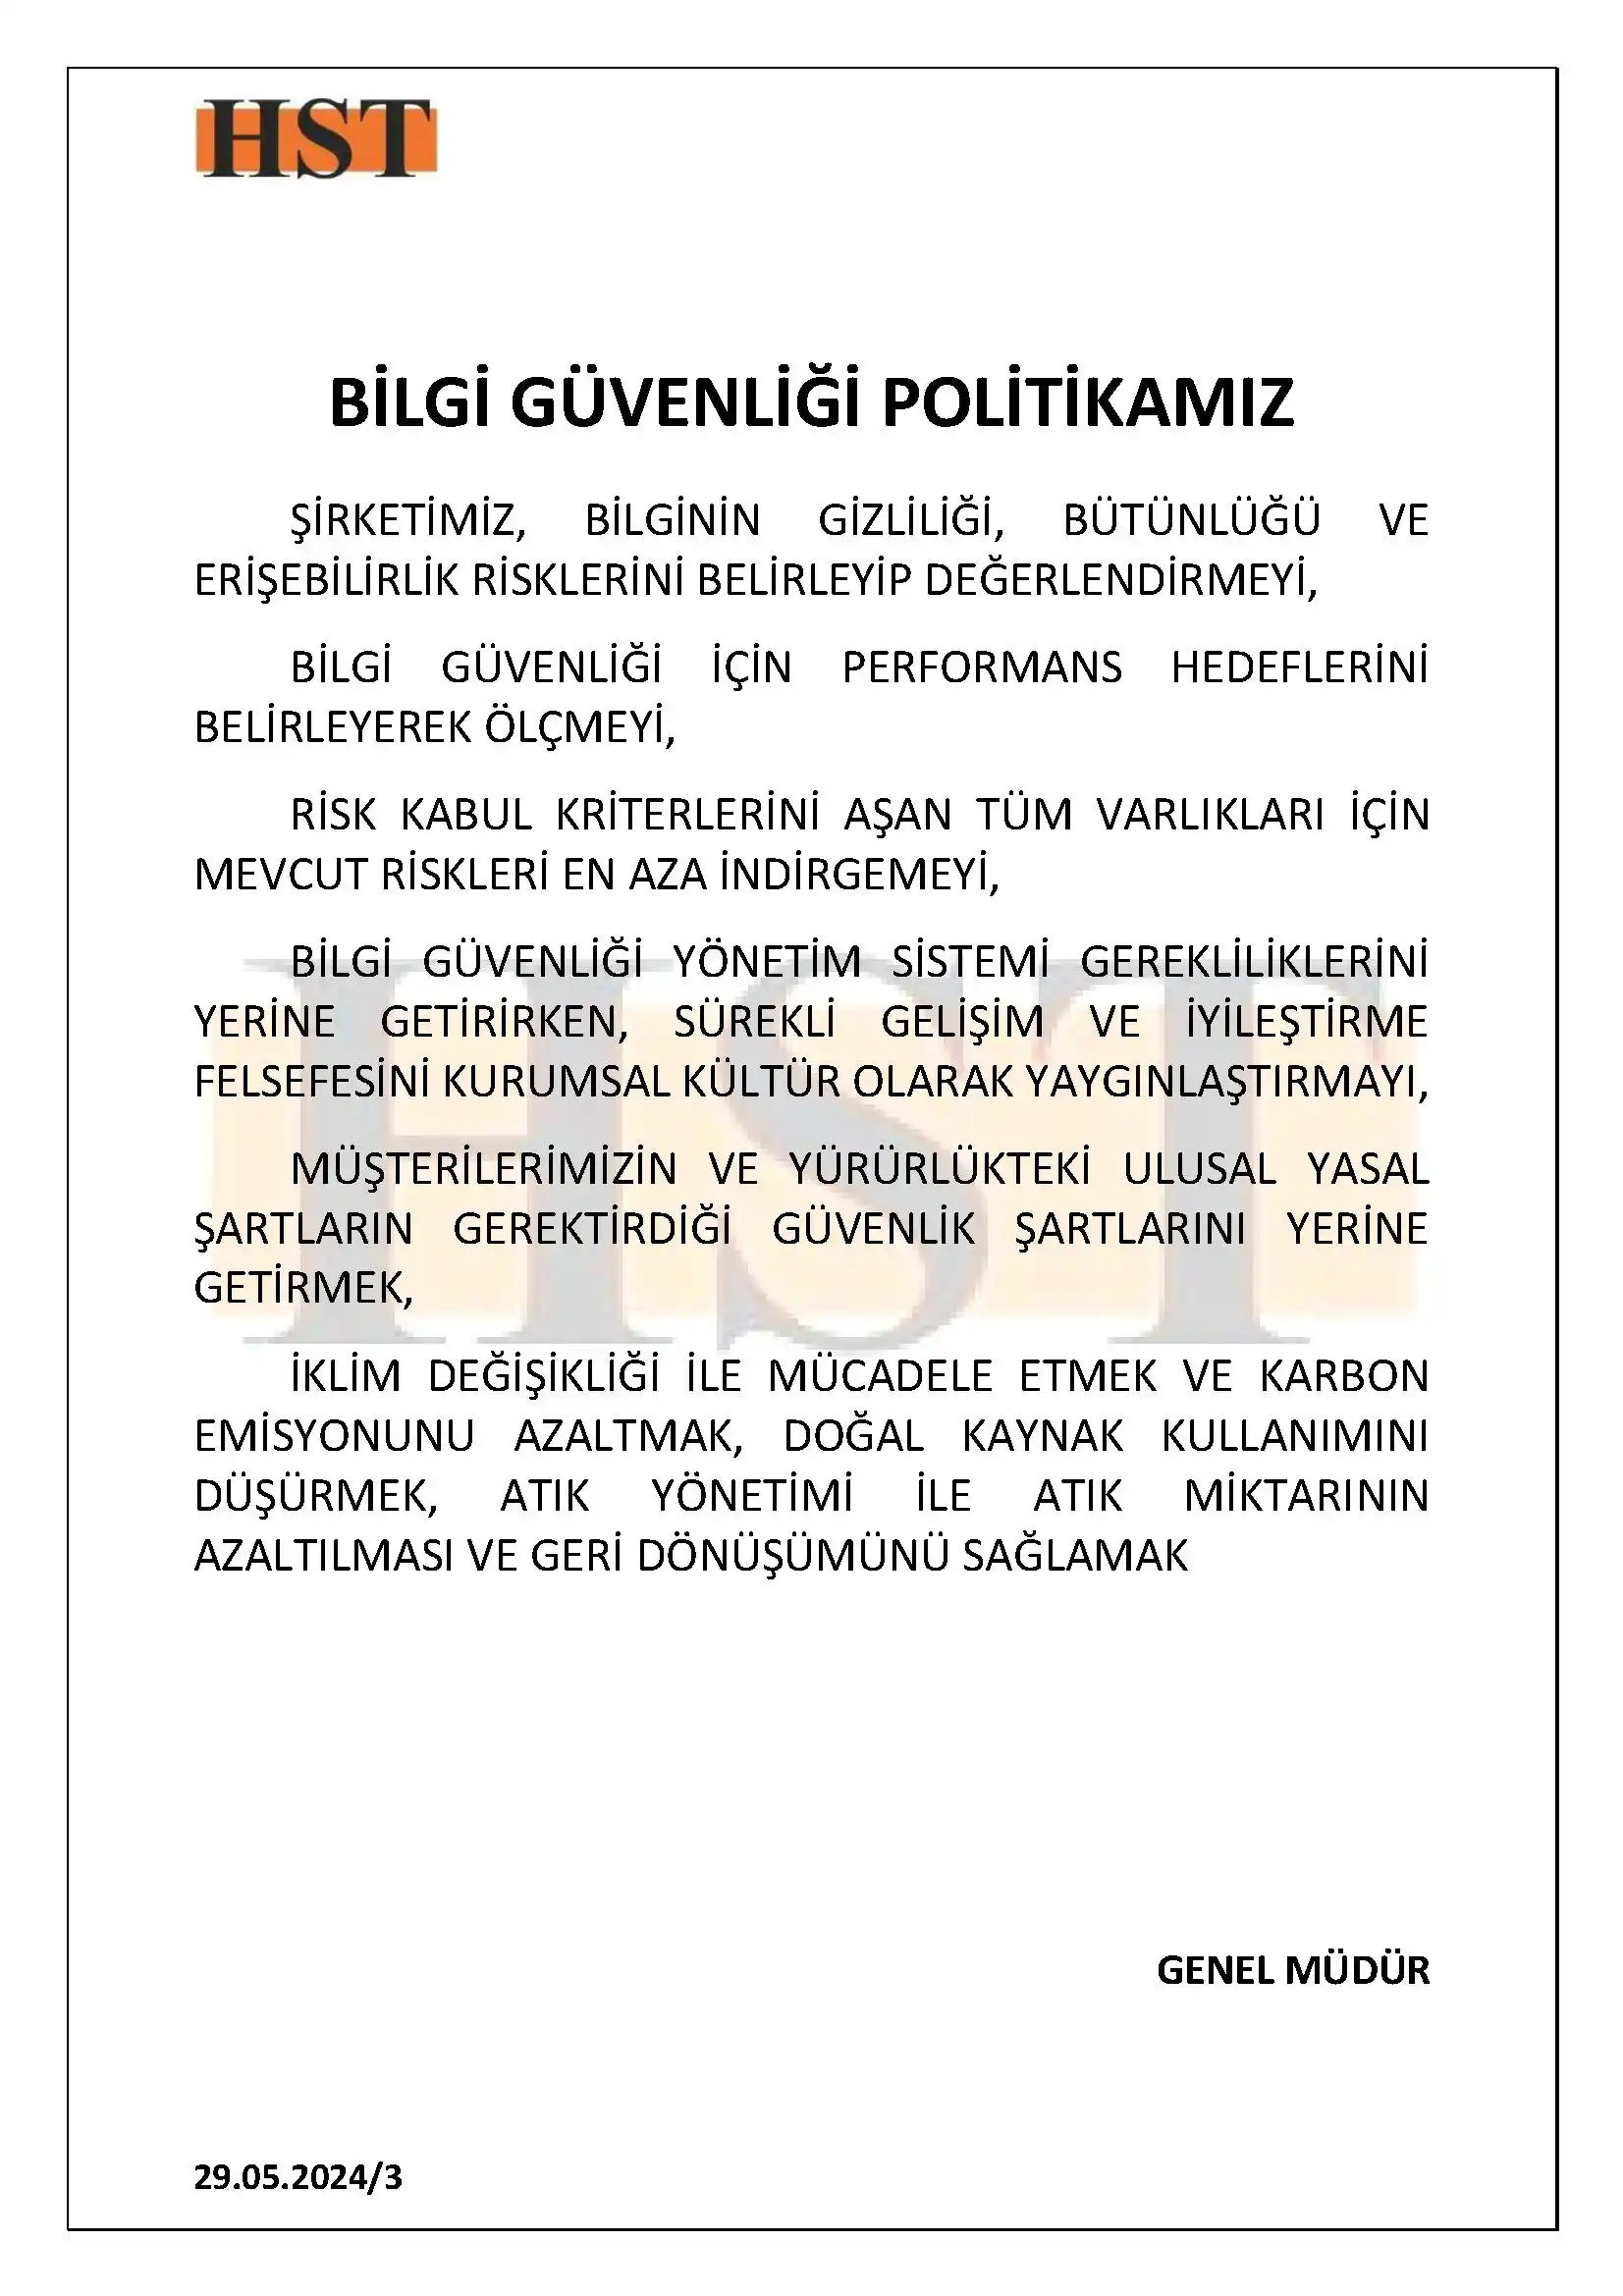 HST
BİLGİ GÜVENLİĞİ POLİTİKAMIZ
ŞİRKETİMİZ, BİLGİNİN GİZLİLİĞİ, BÜTÜNLÜĞÜ VE
ERİŞEBİLİRLİK RİSKLERİNİ BELİRLEYİP DEĞERLENDİRMEYİ,
BİLGİ GÜVENLİĞİ İÇİN PERFORMANS HEDEFLERİNİ
BELİRLEYEREK ÖLÇMEYİ,
RİSK KABUL KRİTERLERİNİ AŞAN TÜM VARLIKLARI İÇİN
MEVCUT RİSKLERİ EN AZA İNDİRGEMEYİ,
BİLGİ GÜVENLİĞİ YÖNETİM SİSTEMİ GEREKLİLİKLERİNİ
YERİNE GETİRİRKEN, SÜREKLİ GELİŞİM VE İYİLEŞTİRME
FELSEFESİNİ KURUMSAL KÜLTÜR OLARAK YAYGINLAŞTIRMAYI,
MÜŞTERİLERİMİZİN VE YÜRÜRLÜKTEKİ ULUSAL YASAL
ŞARTLARIN GEREKTİRDİĞİ GÜVENLİK ŞARTLARINI YERİNE
GETİRMEK,
HST
İKLİM DEĞİŞİKLİĞİ İLE MÜCADELE ETMEK VE KARBON
EMİSYONUNU AZALTMAK, DOĞAL KAYNAK KULLANIMINI
DÜŞÜRMEK, ATIK YÖNETİMİ İLE ATIK MİKTARININ
AZALTILMASI VE GERİ DÖNÜŞÜMÜNÜ SAĞLAMAK
GENEL MÜDÜR
29.05.2024/3